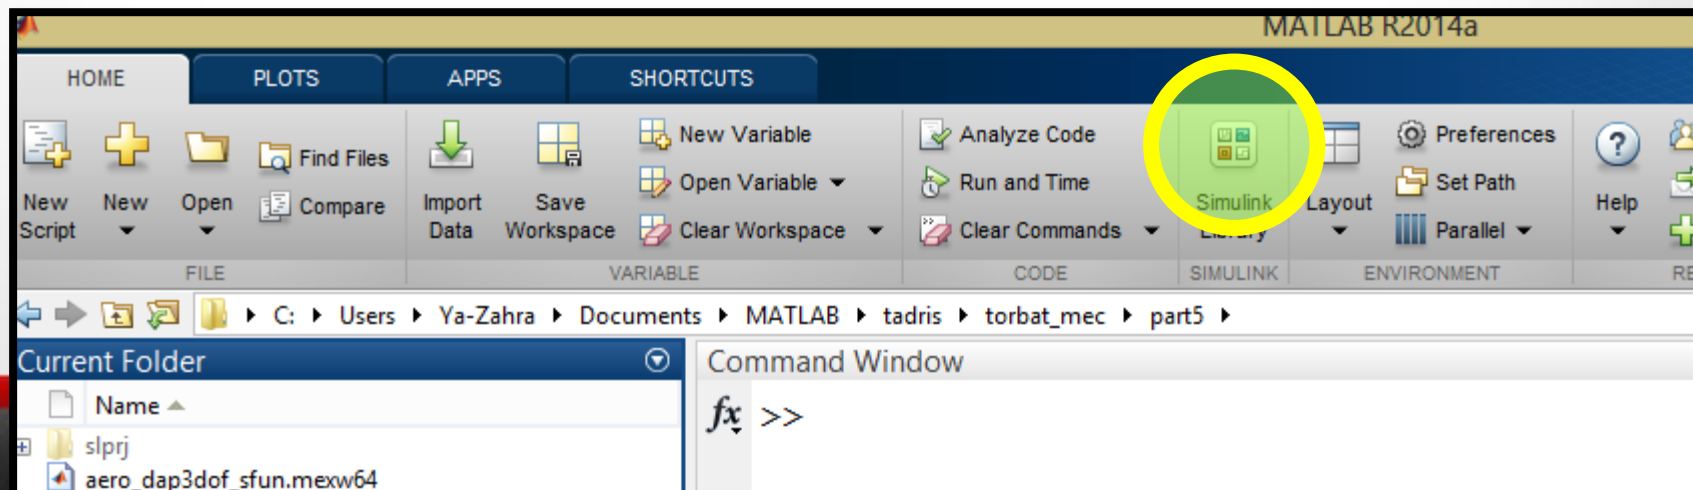 MATLAB R2014a
HOME PLOTS APPS SHORTCUTS
New Script
New
Open
Find Files
Compare
Import Data
Save Workspace
New Variable
Open Variable
Clear Workspace
Analyze Code
Run and Time
Clear Commands
Simulink Library
Layout
Preferences
Set Path
Parallel
? Help
FILE VARIABLE CODE SIMULINK ENVIRONMENT RE
C: Users Ya-Zahra Documents MATLAB tadris torbat_mec part5
Current Folder
Name
slprj
aero_dap3dof_sfun.mexw64
Command Window
fx >>